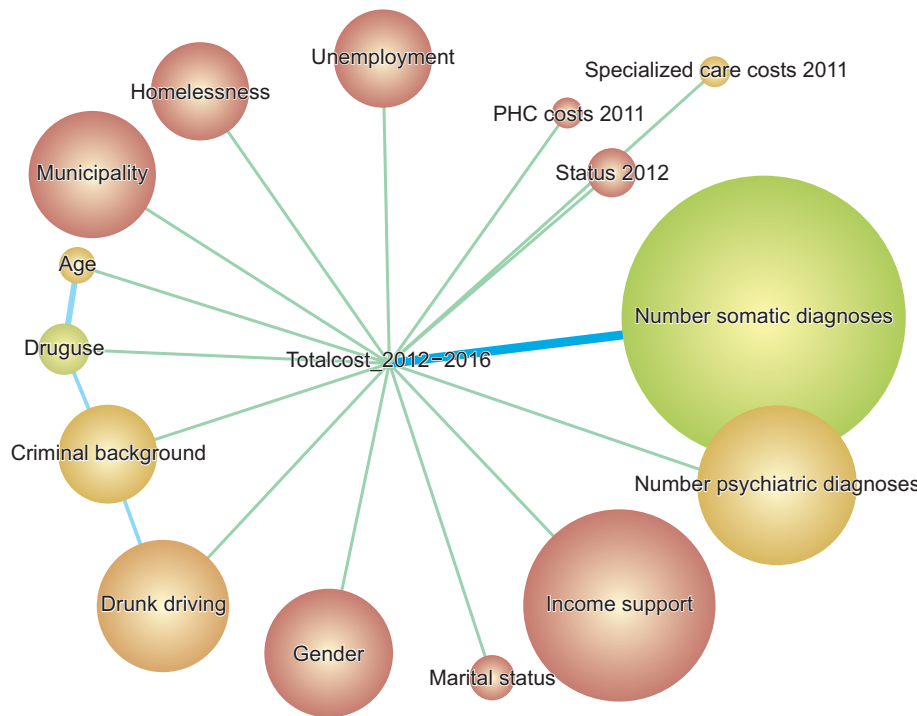 Unemployment
Specialized care costs 2011
Homelessness
PHC costs 2011
Municipality
Status 2012
Age
Number somatic diagnoses
Druguse
Totalcost_2012−2016
Criminal background
Number psychiatric diagnoses
Drunk driving
Income support
Gender
Marital status